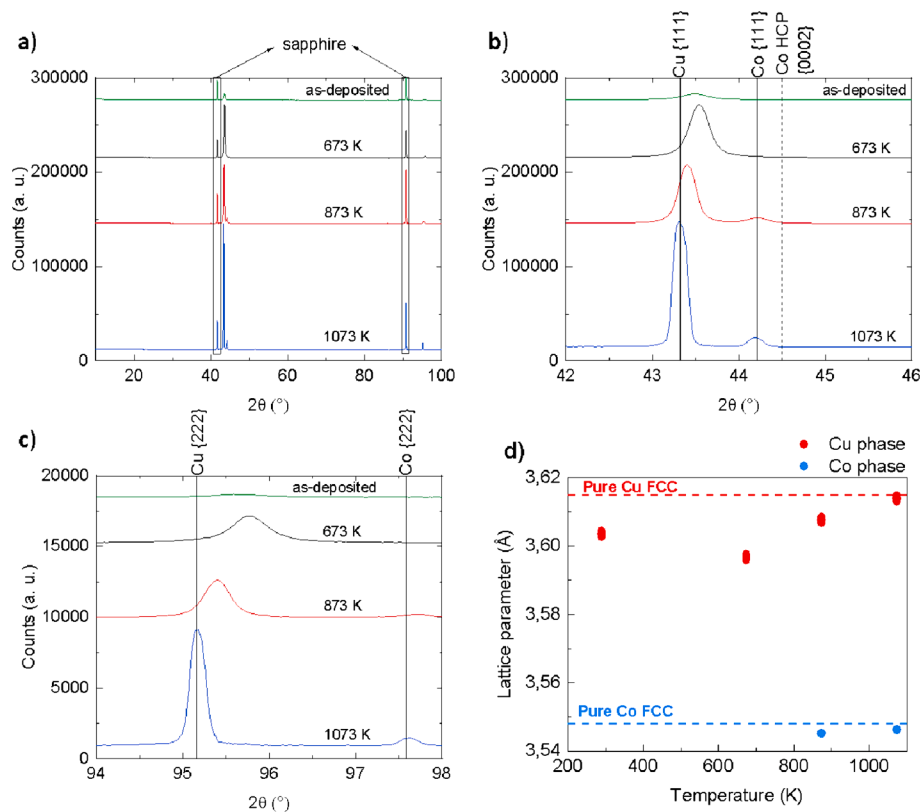 a)
sapphire
300000
200000
100000
0
Counts (a. u.)
as-deposited
673 K
873 K
1073 K
10 20 40 60 80 100
2θ (°)
b)
Cu {111}
Co {111}
Co HCP
{0002}
300000
200000
100000
0
Counts (a. u.)
as-deposited
673 K
873 K
1073 K
42 43 44 45 46
2θ (°)
c)
Cu {222}
Co {222}
20000
15000
10000
5000
0
Counts (a. u.)
as-deposited
673 K
873 K
1073 K
94 95 96 97 98
2θ (°)
d)
Cu phase
Co phase
3,62
3,60
3,58
3,56
3,54
Lattice parameter (Å)
Pure Cu FCC
Pure Co FCC
200 400 600 800 1000
Temperature (K)